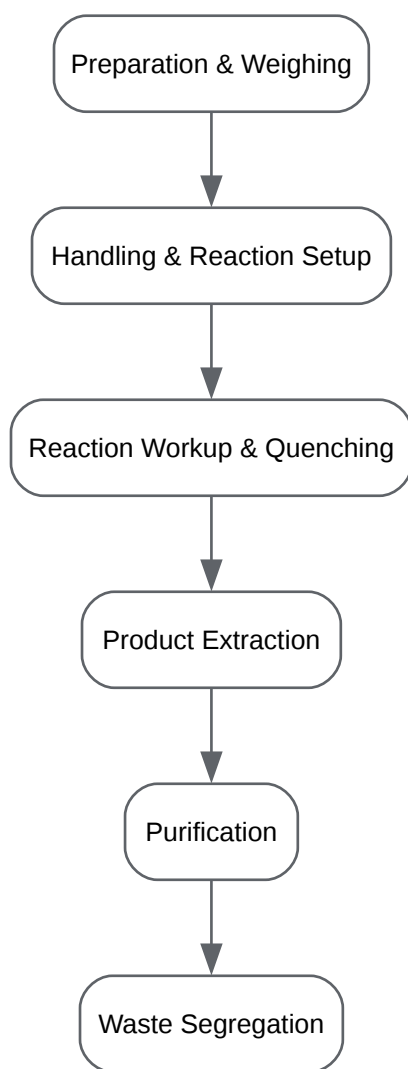 Preparation & Weighing
Handling & Reaction Setup
Reaction Workup & Quenching
Product Extraction
Purification
Waste Segregation